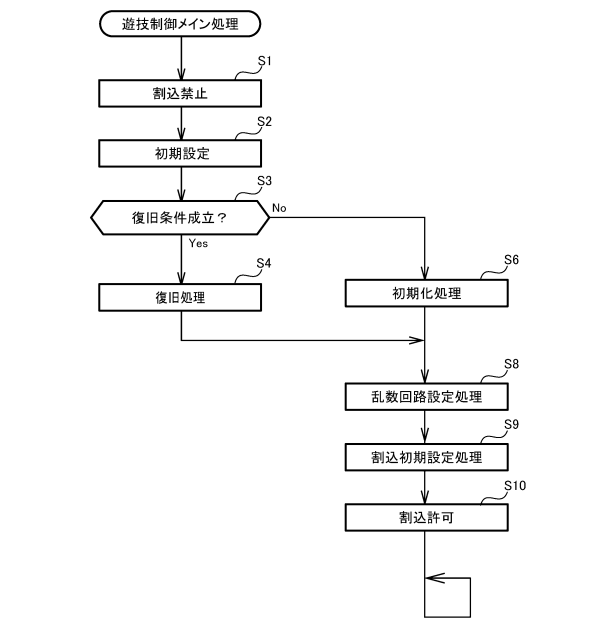 遊技制御メイン処理
S1
割込禁止
S2
初期設定
S3
復旧条件成立？
No
Yes
S4
復旧処理
S6
初期化処理
S8
乱数回路設定処理
S9
割込初期設定処理
S10
割込許可